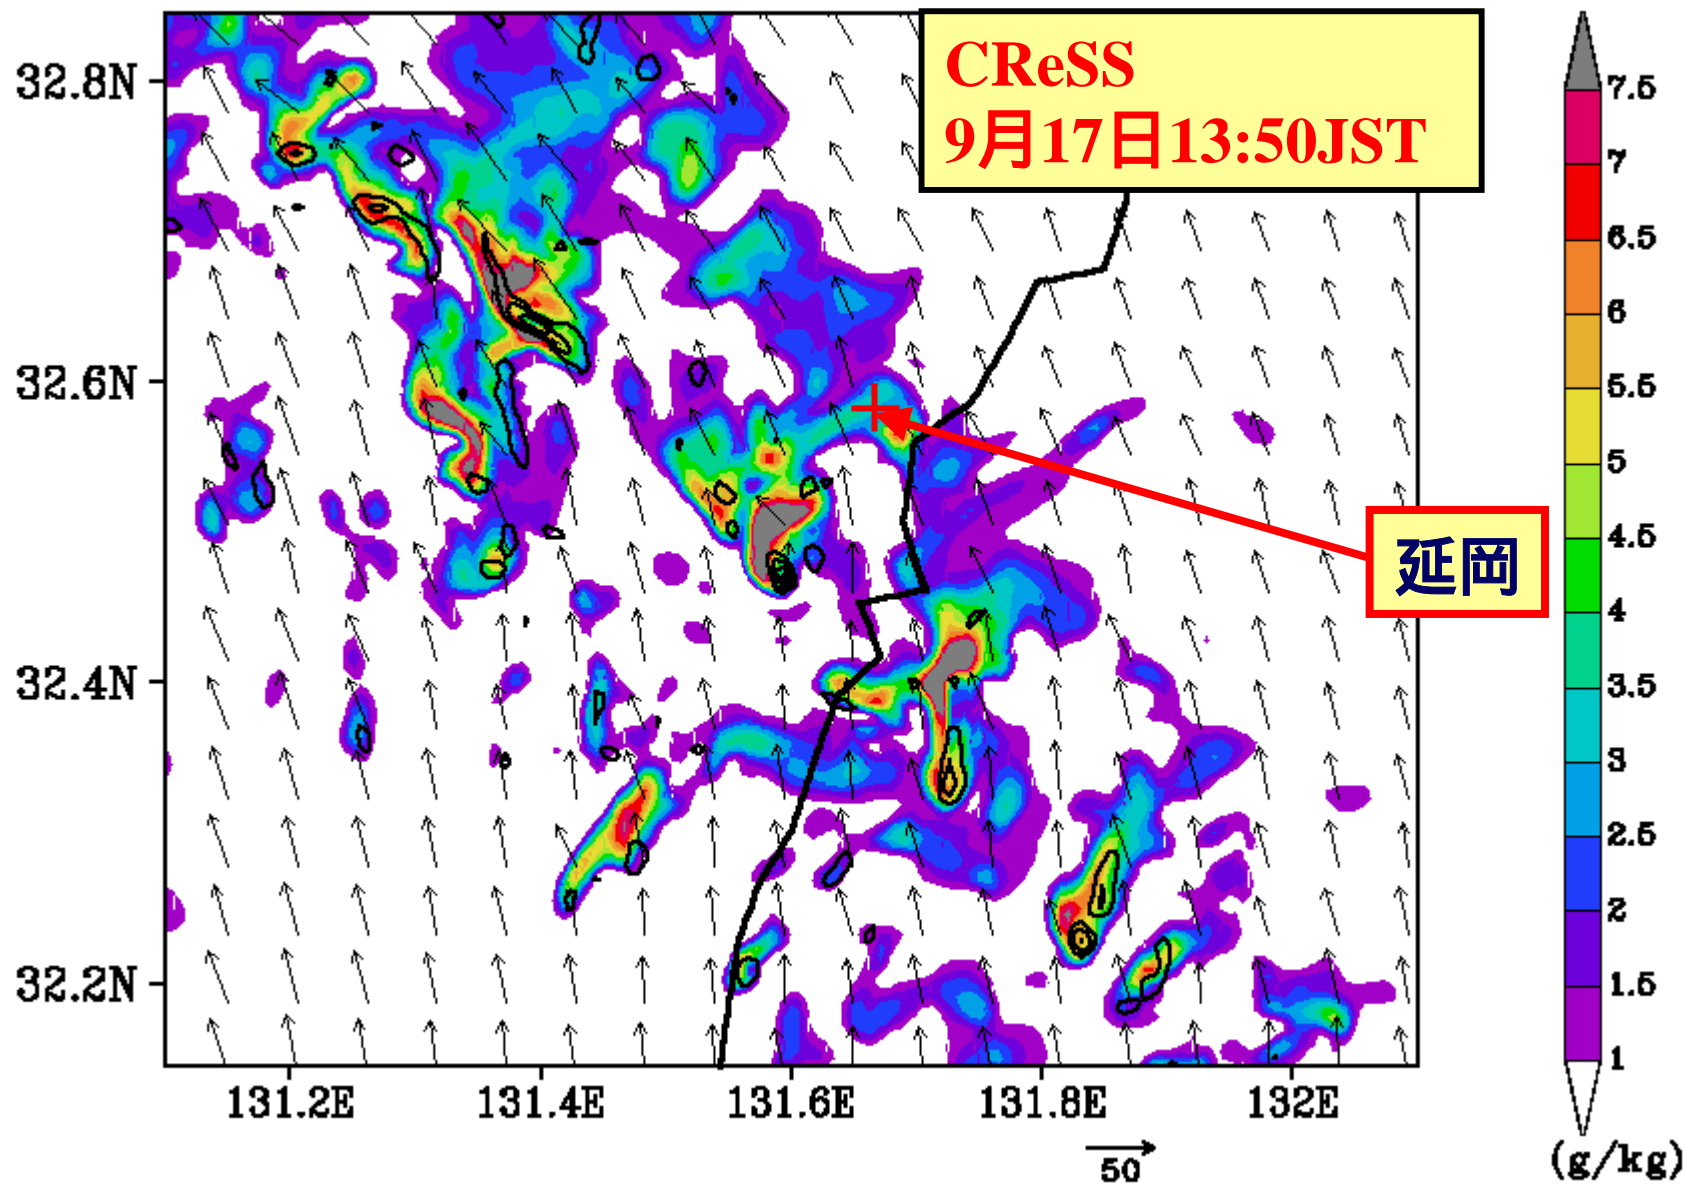 CReSS
9月17日13:50JST
延岡
32.8N
32.6N
32.4N
32.2N
131.2E
131.4E
131.6E
131.8E
132E
50
7.5
7
6.5
6
5.5
5
4.5
4
3.5
3
2.5
2
1.5
1
(g/kg)